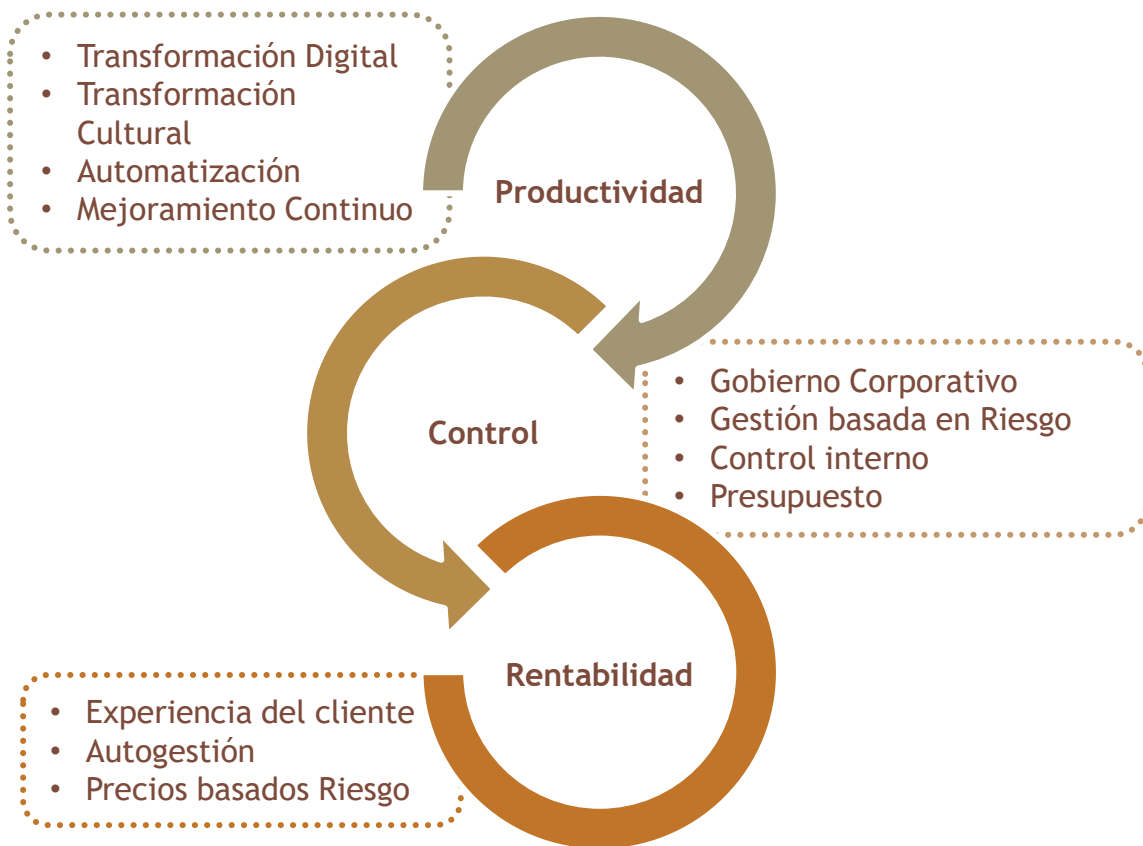 • Transformación Digital
• Transformación
Cultural
• Automatización
• Mejoramiento Continuo
Productividad
• Gobierno Corporativo
• Gestión basada en Riesgo
• Control interno
• Presupuesto
Control
Rentabilidad
• Experiencia del cliente
• Autogestión
• Precios basados Riesgo